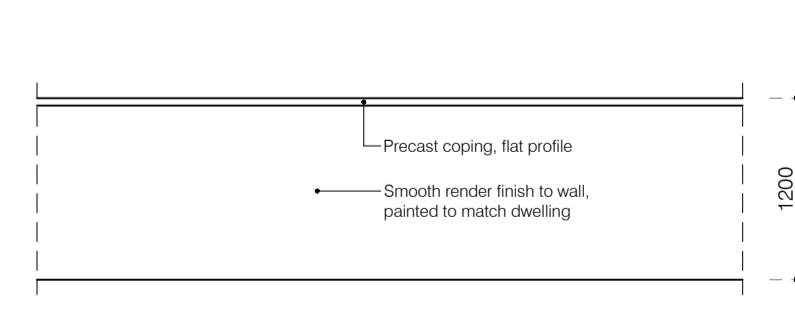 Precast coping, flat profile
Smooth render finish to wall,
painted to match dwelling
1200